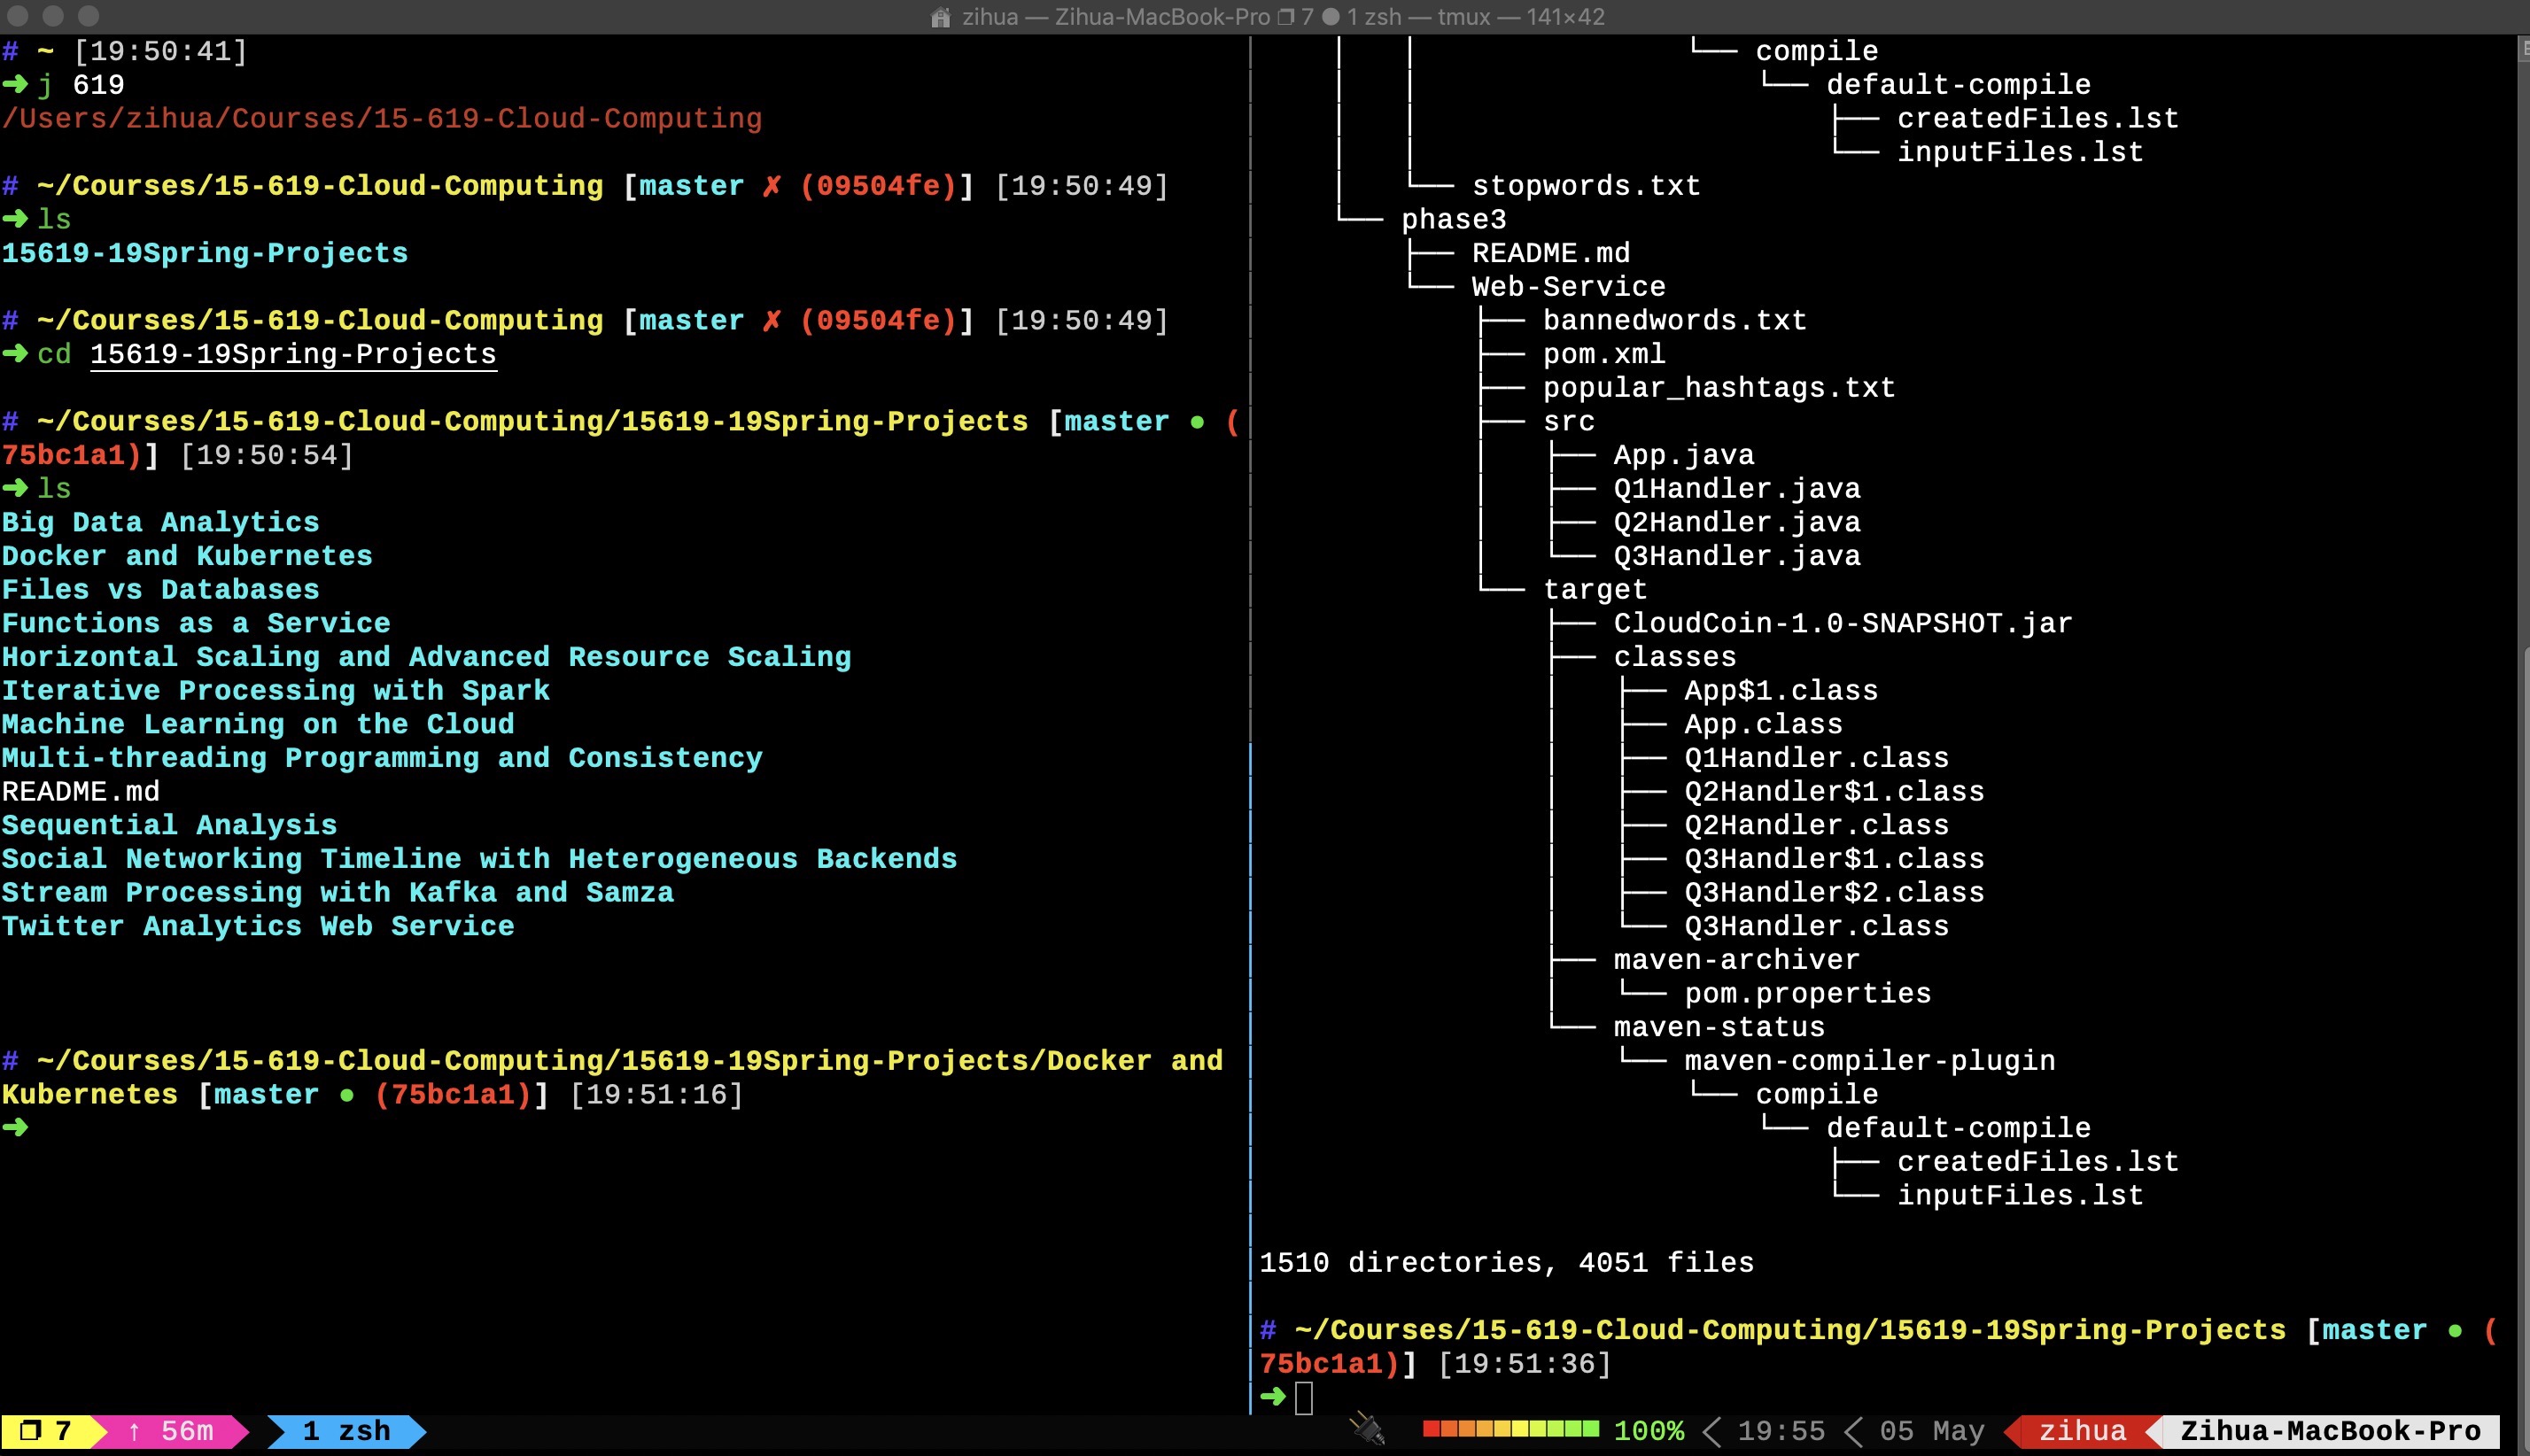 zihua — Zihua-MacBook-Pro 7 1 zsh — tmux — 141×42
# ~ [19:50:41]
➜ j 619
/Users/zihua/Courses/15-619-Cloud-Computing
# ~/Courses/15-619-Cloud-Computing [master ✗ (09504fe)] [19:50:49]
➜ ls
15619-19Spring-Projects
# ~/Courses/15-619-Cloud-Computing [master ✗ (09504fe)] [19:50:49]
➜ cd 15619-19Spring-Projects
# ~/Courses/15-619-Cloud-Computing/15619-19Spring-Projects [master ● (
75bc1a1)] [19:50:54]
➜ ls
Big Data Analytics
Docker and Kubernetes
Files vs Databases
Functions as a Service
Horizontal Scaling and Advanced Resource Scaling
Iterative Processing with Spark
Machine Learning on the Cloud
Multi-threading Programming and Consistency
README.md
Sequential Analysis
Social Networking Timeline with Heterogeneous Backends
Stream Processing with Kafka and Samza
Twitter Analytics Web Service
# ~/Courses/15-619-Cloud-Computing/15619-19Spring-Projects/Docker and
Kubernetes [master ● (75bc1a1)] [19:51:16]
➜
└── compile
└── default-compile
├── createdFiles.lst
└── inputFiles.lst
└── stopwords.txt
└── phase3
├── README.md
└── Web-Service
├── bannedwords.txt
├── pom.xml
├── popular_hashtags.txt
├── src
│ ├── App.java
│ ├── Q1Handler.java
│ ├── Q2Handler.java
│ └── Q3Handler.java
└── target
├── CloudCoin-1.0-SNAPSHOT.jar
├── classes
│ ├── App$1.class
│ ├── App.class
│ ├── Q1Handler.class
│ ├── Q2Handler$1.class
│ ├── Q2Handler.class
│ ├── Q3Handler$1.class
│ ├── Q3Handler$2.class
│ └── Q3Handler.class
├── maven-archiver
│ └── pom.properties
└── maven-status
└── maven-compiler-plugin
└── compile
└── default-compile
├── createdFiles.lst
└── inputFiles.lst
1510 directories, 4051 files
# ~/Courses/15-619-Cloud-Computing/15619-19Spring-Projects [master ● (
75bc1a1)] [19:51:36]
➜
7 ↑ 56m 1 zsh 100% 19:55 05 May zihua Zihua-MacBook-Pro